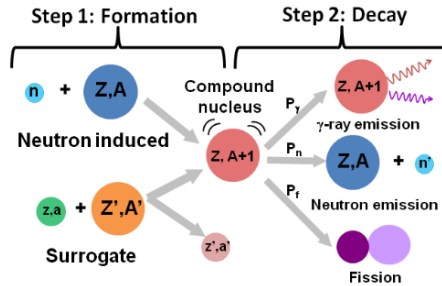 Step 1: Formation
Step 2: Decay
n + Z,A
Neutron induced
z,a + Z',A'
Surrogate
Compound
nucleus
Z, A+1
z',a'
Pγ
Z, A+1
γ-ray emission
Pn
Z,A + n'
Neutron emission
Pf
Fission